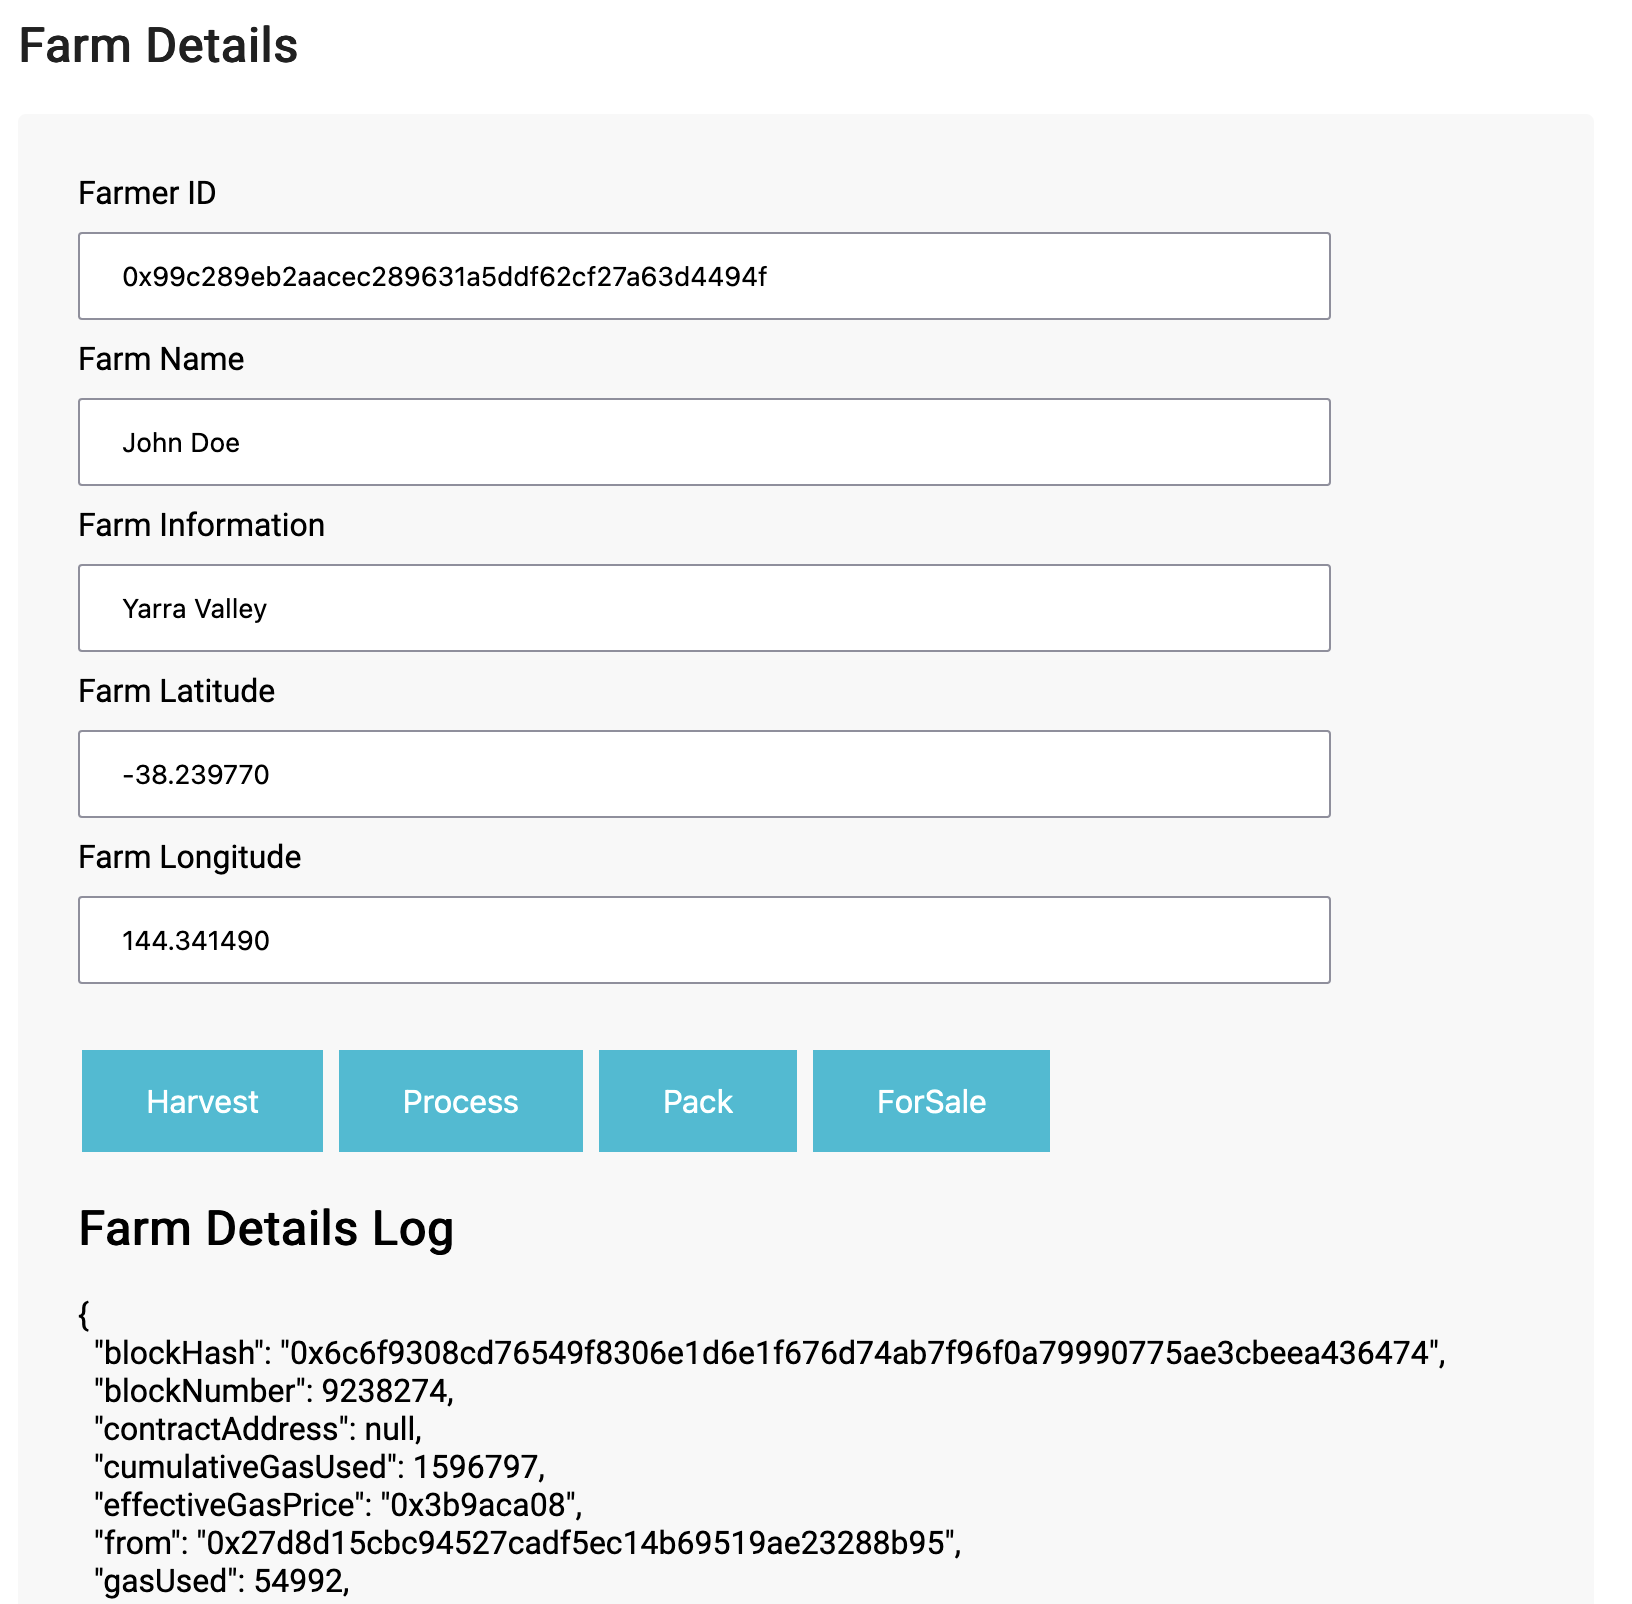 Farm Details
Farmer ID
0x99c289eb2aacec289631a5ddf62cf27a63d4494f
Farm Name
John Doe
Farm Information
Yarra Valley
Farm Latitude
-38.239770
Farm Longitude
144.341490
Harvest Process Pack ForSale
Farm Details Log
{
"blockHash": "0x6c6f9308cd76549f8306e1d6e1f676d74ab7f96f0a79990775ae3cbeea436474",
"blockNumber": 9238274,
"contractAddress": null,
"cumulativeGasUsed": 1596797,
"effectiveGasPrice": "0x3b9aca08",
"from": "0x27d8d15cbc94527cadf5ec14b69519ae23288b95",
"gasUsed": 54992,